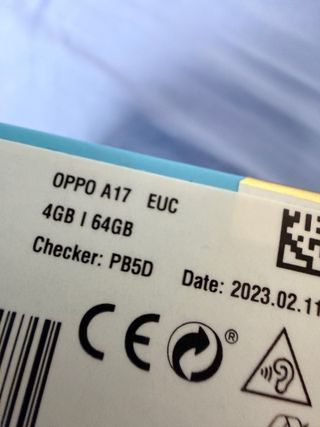 OPPO A17 EUC
4GB | 64GB
Checker: PB5D
Date: 2023.02.11
CE
®